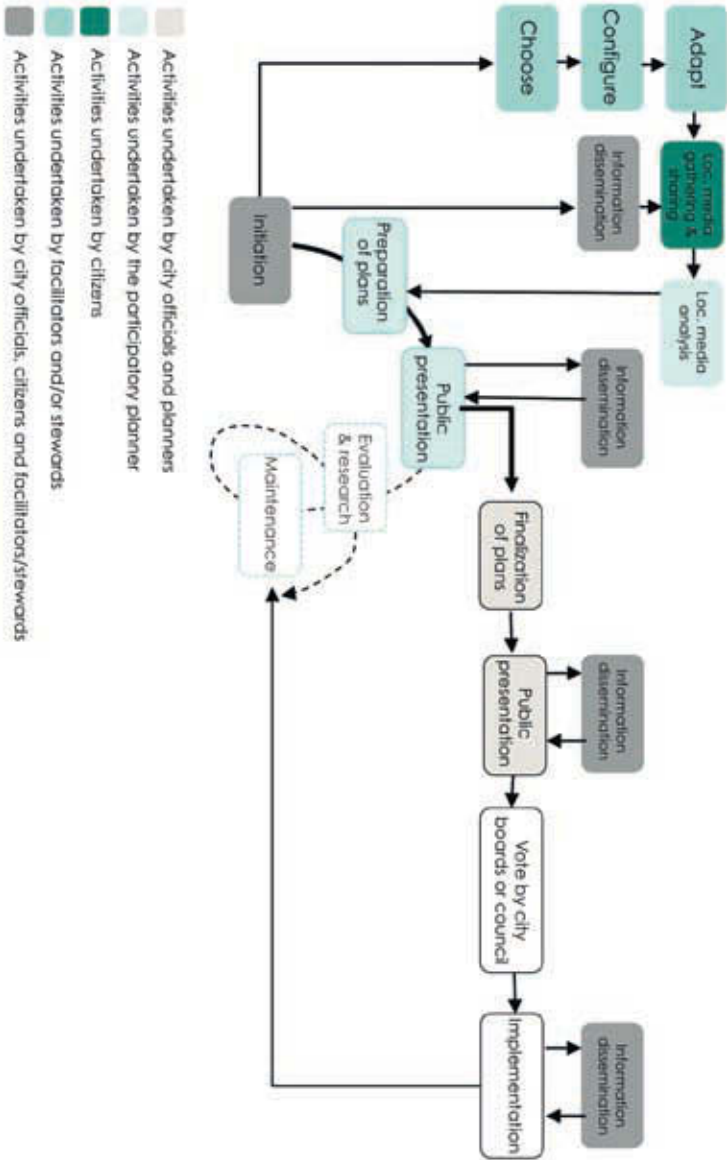 Adapt
Configure
Choose
Loc. media
gathering &
sharing
Information
dissemination
Initiation
Loc. media
analysis
Preparation
of plans
Information
dissemination
Public
presentation
Evaluation
& research
Maintenance
Finalization
of plans
Information
dissemination
Public
presentation
Vote by city
boards or council
Information
dissemination
Implementation
Activities undertaken by city officials and planners
Activities undertaken by the participatory planner
Activities undertaken by citizens
Activities undertaken by facilitators and/or stewards
Activities undertaken by city officials, citizens and facilitators/stewards